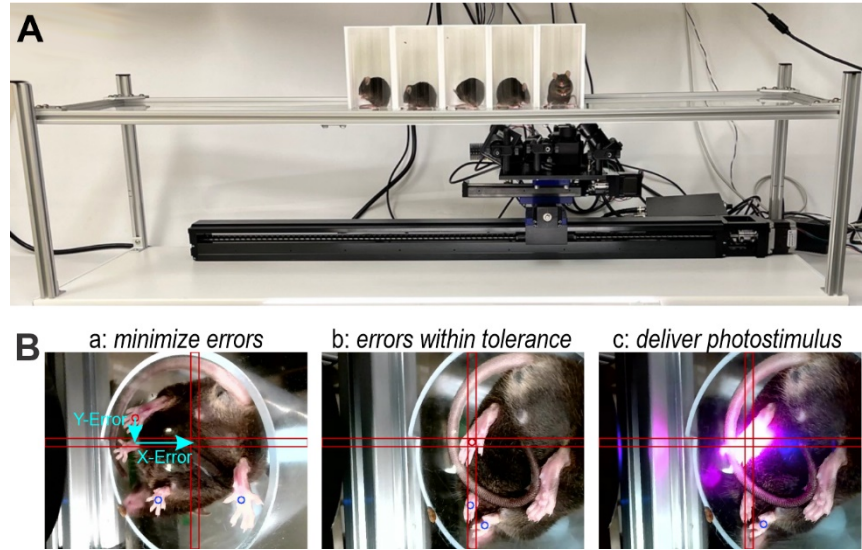 A
B
a: minimize errors
b: errors within tolerance
c: deliver photostimulus
Y-Error
X-Error